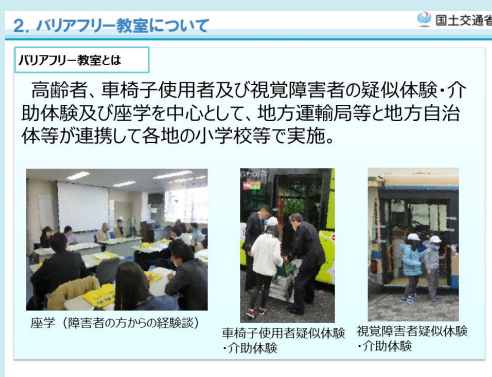 2. バリアフリー教室について
国土交通省
バリアフリー教室とは
高齢者、車椅子使用者及び視覚障害者の疑似体験・介
助体験及び座学を中心として、地方運輸局等と地方自治
体等が連携して各地の小学校等で実施。
座学（障害者の方からの経験談）
車椅子使用者疑似体験
・介助体験
視覚障害者疑似体験
・介助体験